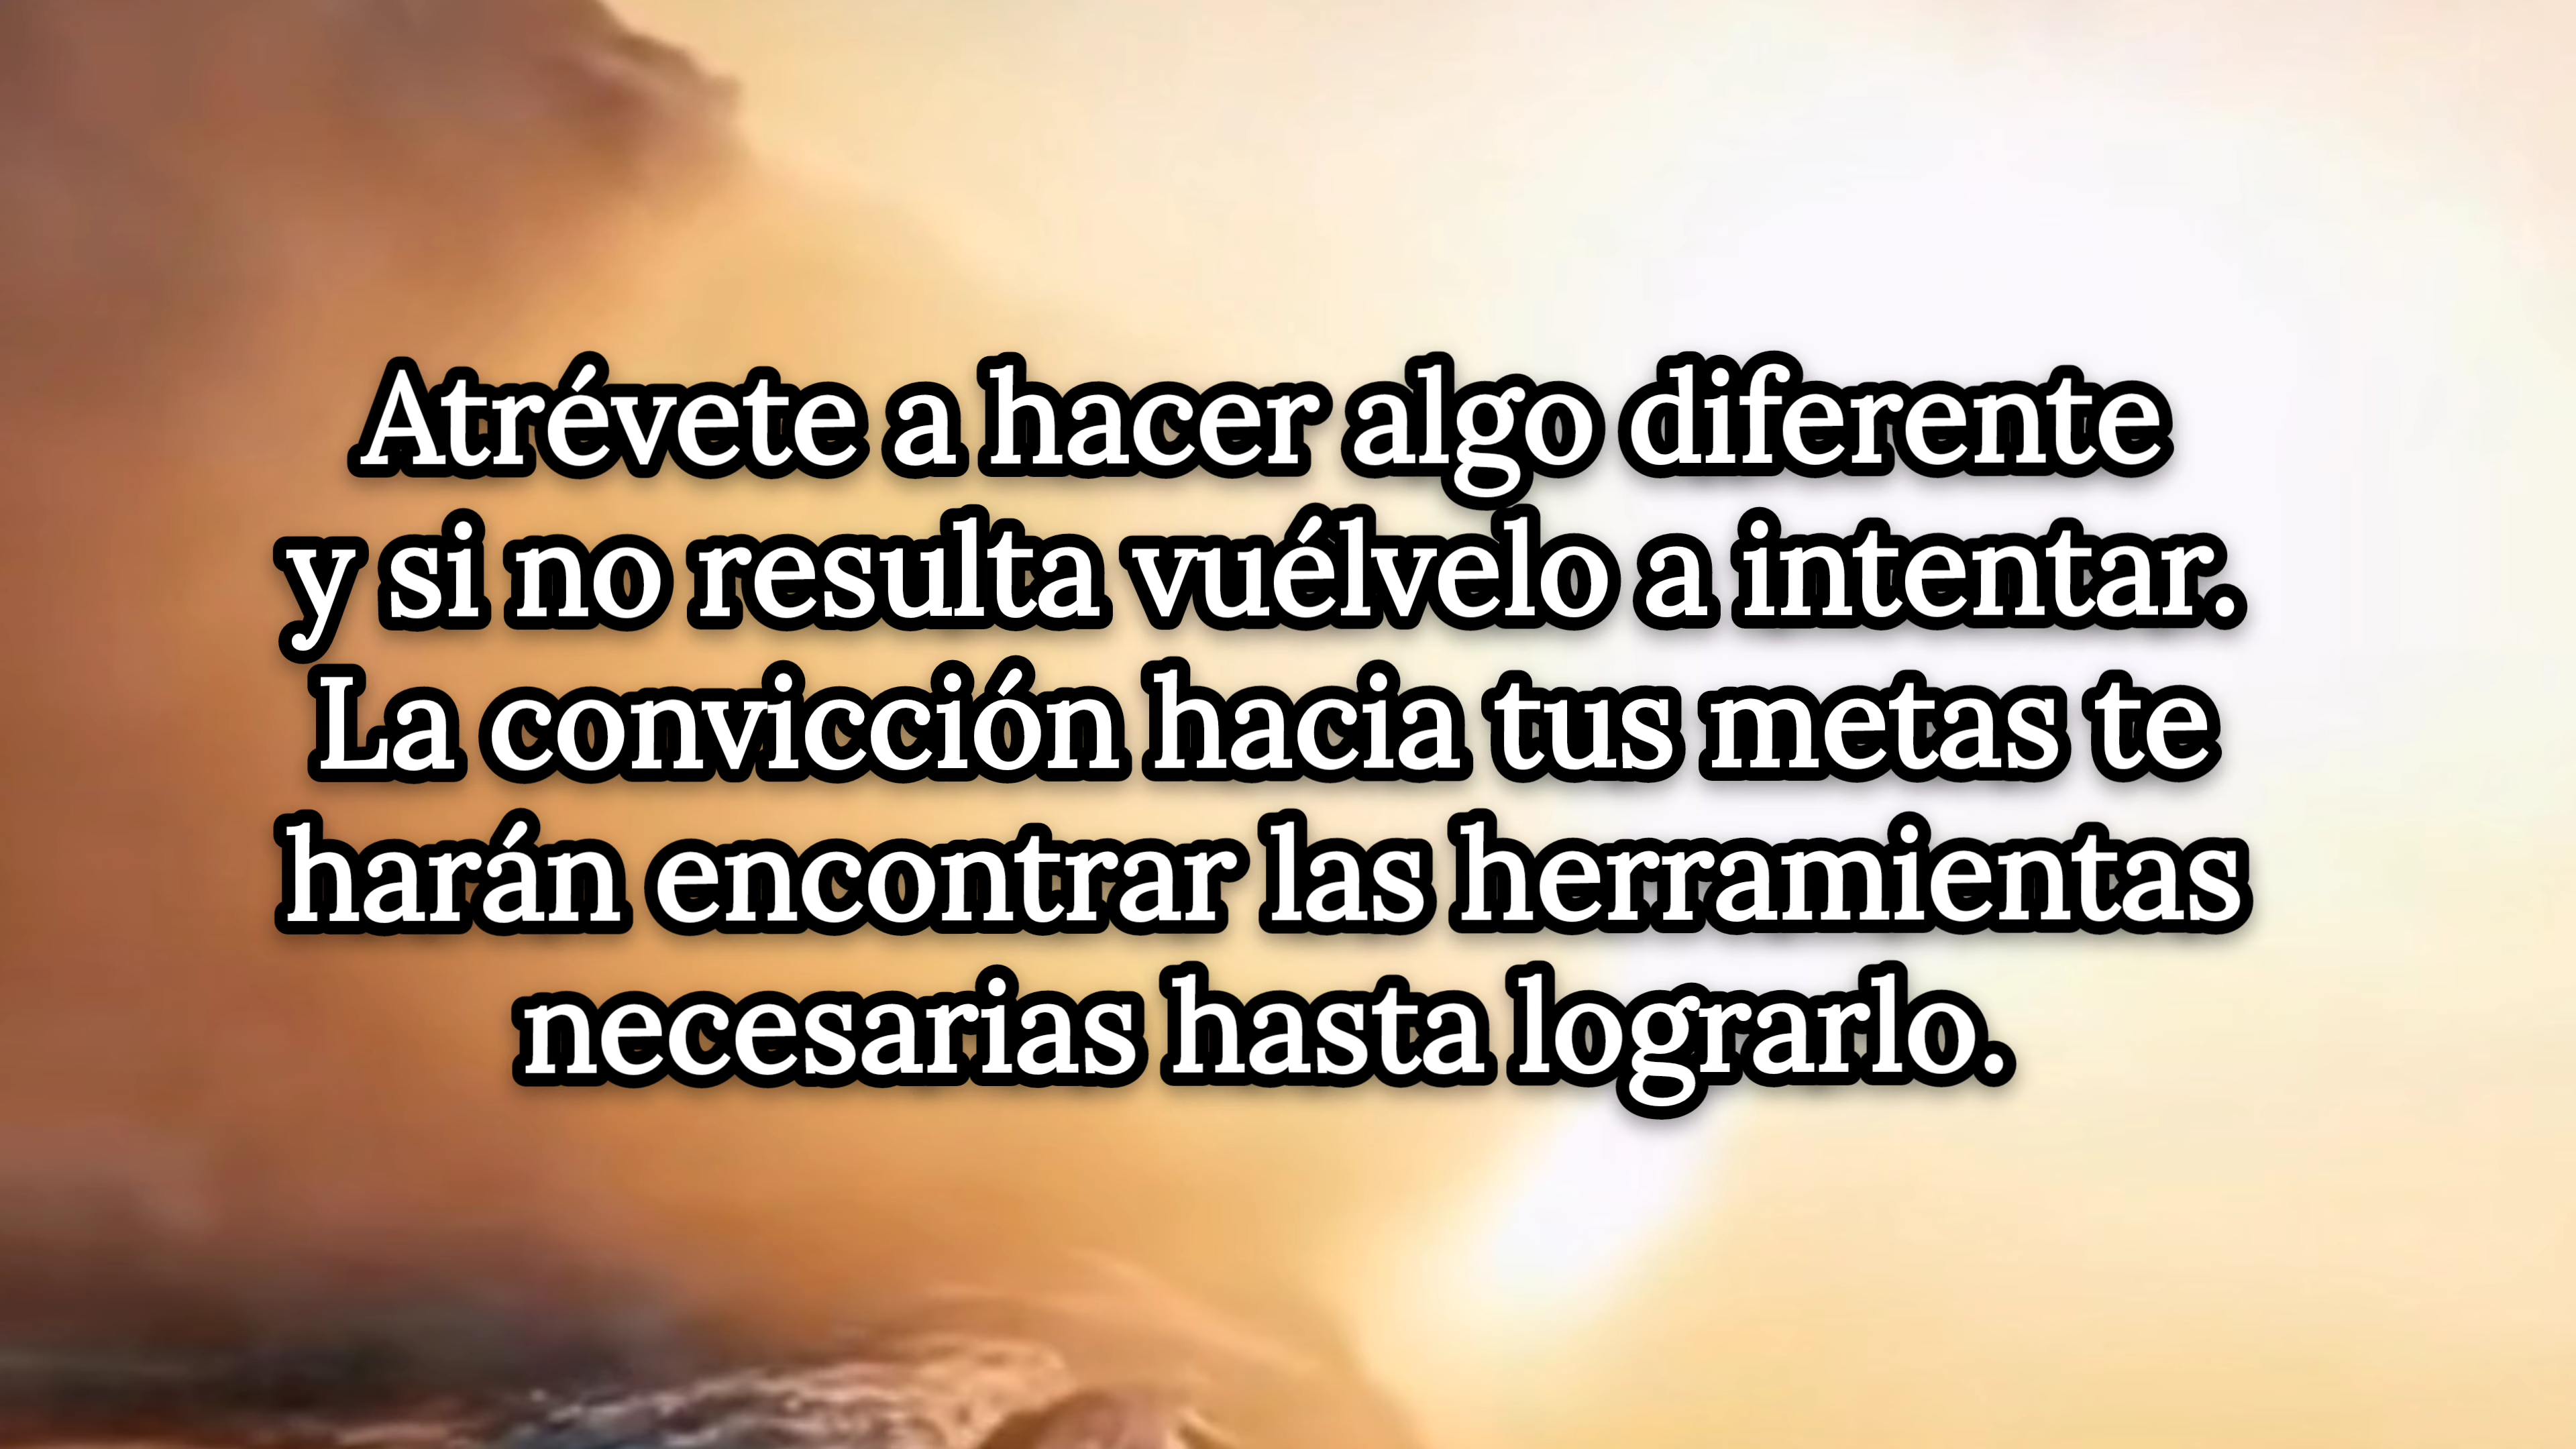 Atrévete a hacer algo diferente
y si no resulta vuélvelo a intentar.
La convicción hacia tus metas te
harán encontrar las herramientas
necesarias hasta lograrlo.